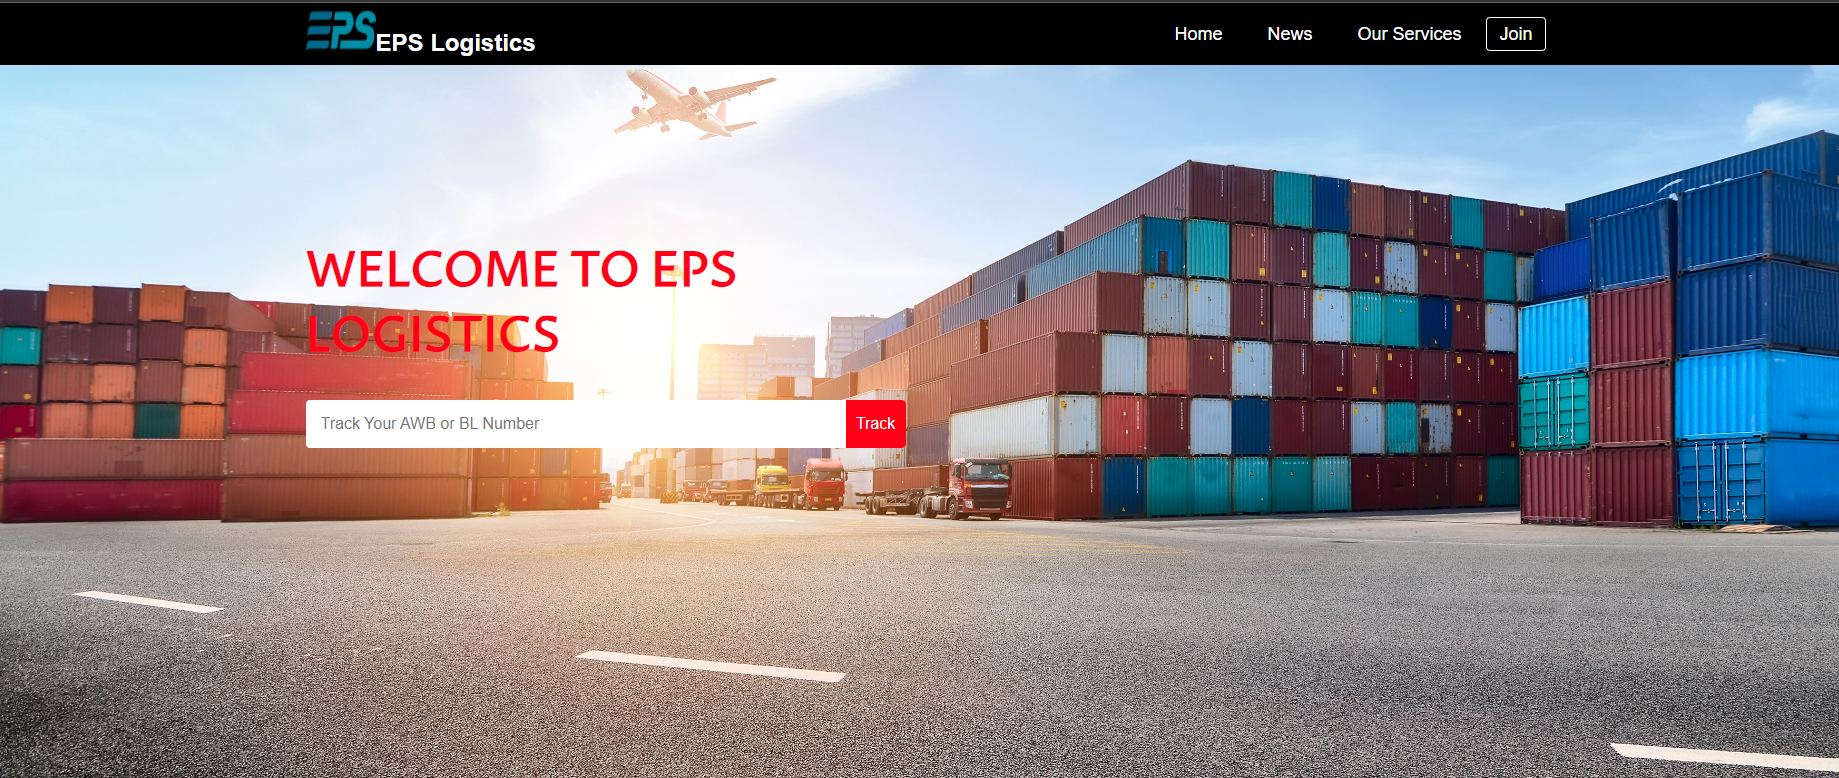 EPS EPS Logistics
Home News Our Services Join
WELCOME TO EPS
LOGISTICS
Track Your AWB or BL Number Track